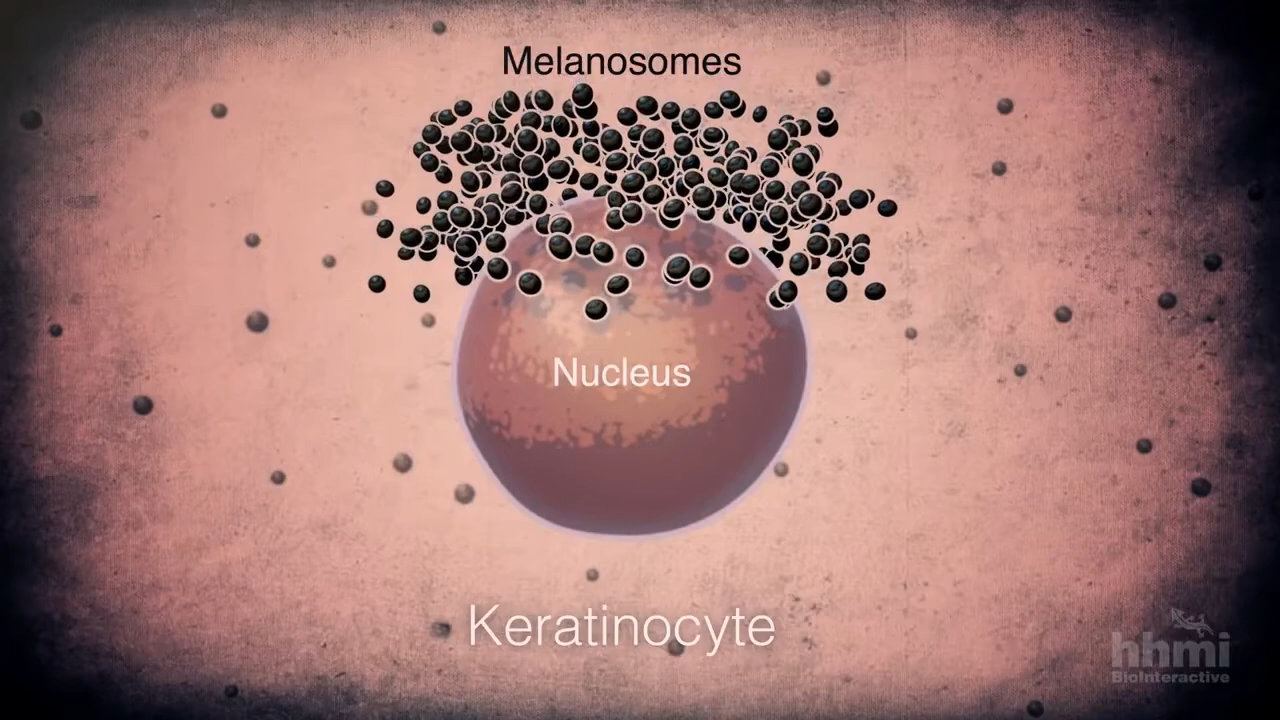 Melanosomes
Nucleus
Keratinocyte
hhmi
BioInteractive